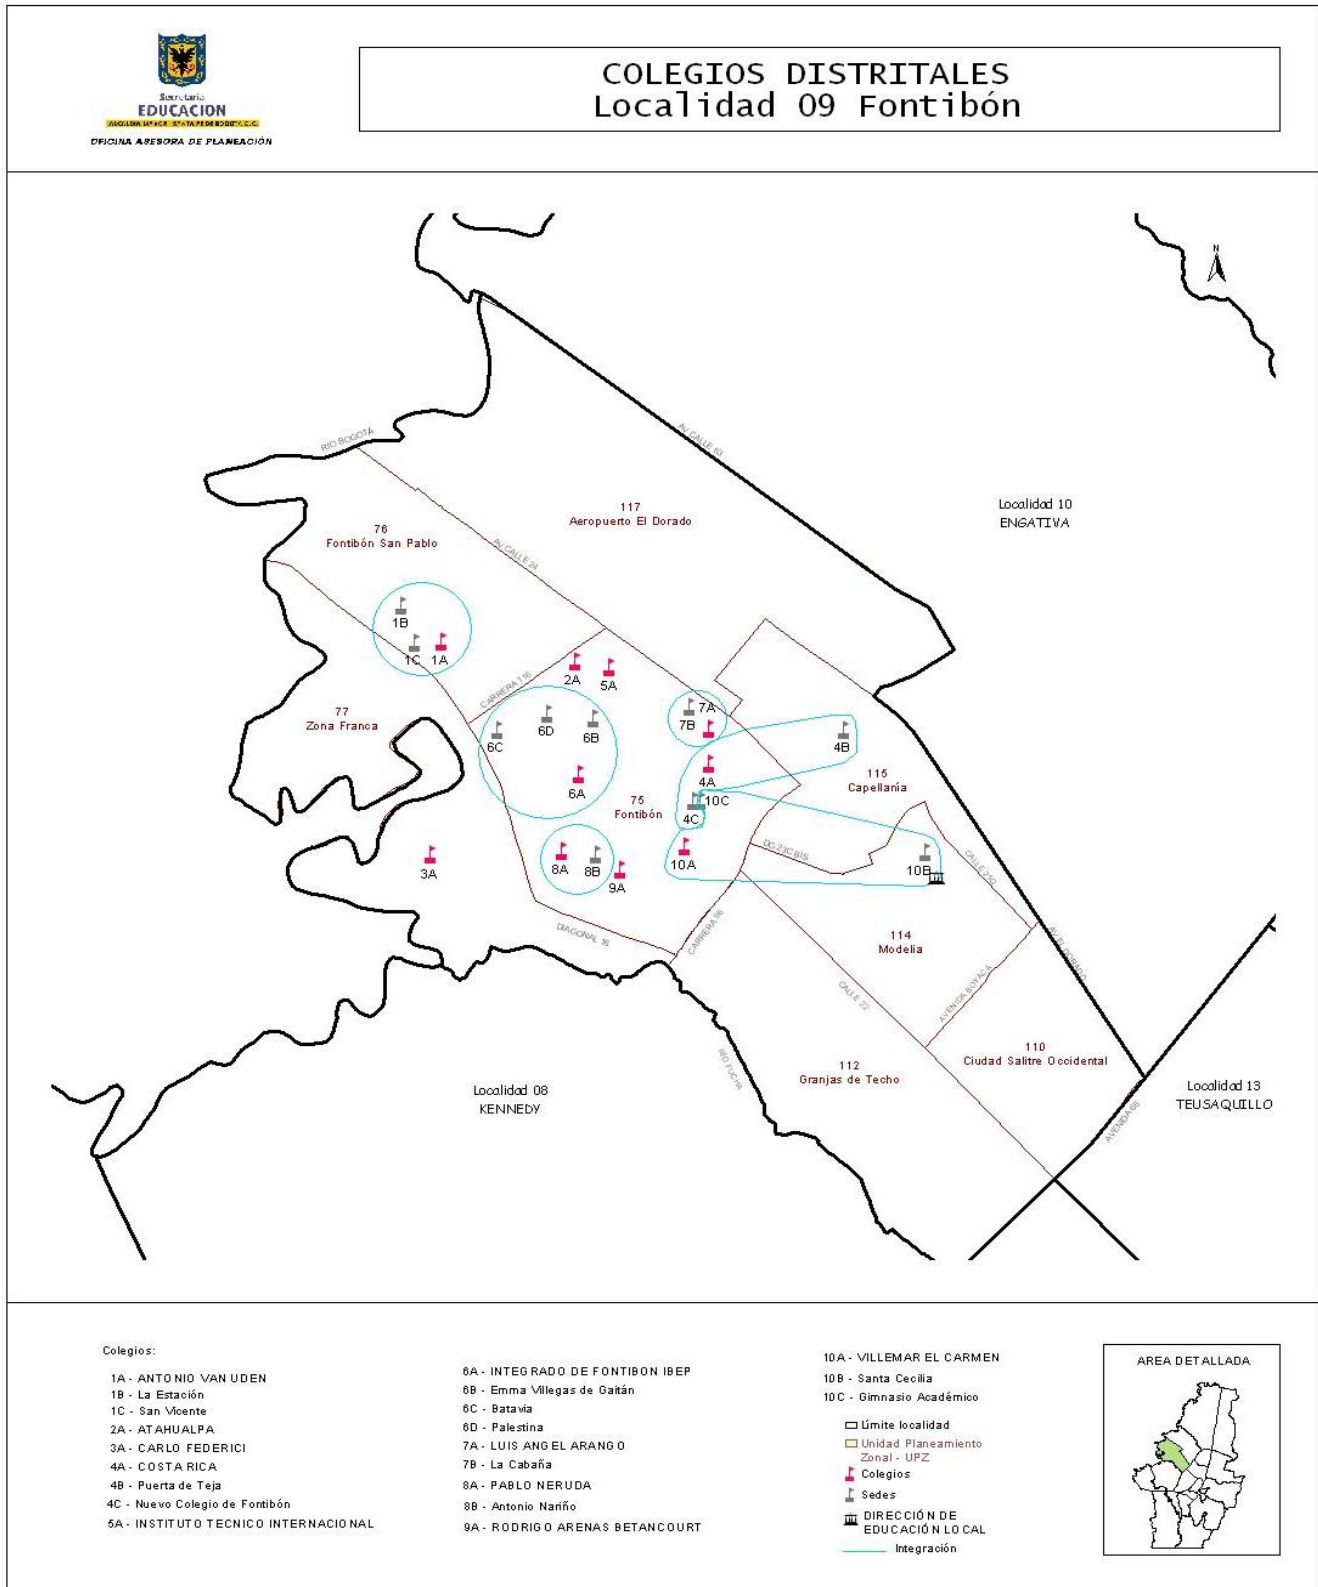 Secretaría
EDUCACION
OFICINA ASESORA DE PLANEACIÓN
COLEGIOS DISTRITALES
Localidad 09 Fontibón
N
RÍO BOGOTÁ
AV CALLE 63
117
Aeropuerto El Dorado
Localidad 10
ENGATIVA
76
Fontibón San Pablo
AV CALLE 24
1B
1C
1A
CARRERA 116
2A
5A
77
Zona Franca
6C
6D
6B
7B
7A
4B
6A
4A
115
Capellanía
75
Fontibón
10C
4C
3A
8A
8B
9A
10A
DG 23C BIS
10B
CALLE 25D
DIAGONAL 16
CARRERA 96
114
Modelia
AV EL DORADO
CALLE 22
AVENIDA BOYACA
110
Ciudad Salitre Occidental
112
Granjas de Techo
RÍO FUCHA
Localidad 08
KENNEDY
Localidad 13
TEUSAQUILLO
AVENIDA 68
Colegios:
1A - ANTONIO VAN UDEN
1B - La Estación
1C - San Vicente
2A - ATAHUALPA
3A - CARLO FEDERICI
4A - COSTA RICA
4B - Puerta de Teja
4C - Nuevo Colegio de Fontibón
5A - INSTITUTO TECNICO INTERNACIONAL
6A - INTEGRADO DE FONTIBON IBEP
6B - Emma Villegas de Gaitán
6C - Batavia
6D - Palestina
7A - LUIS ANGEL ARANGO
7B - La Cabaña
8A - PABLO NERUDA
8B - Antonio Nariño
9A - RODRIGO ARENAS BETANCOURT
10A - VILLEMAR EL CARMEN
10B - Santa Cecilia
10C - Gimnasio Académico
Límite localidad
Unidad Planeamiento
Zonal - UPZ
Colegios
Sedes
DIRECCIÓN DE
EDUCACIÓN LOCAL
Integración
AREA DETALLADA